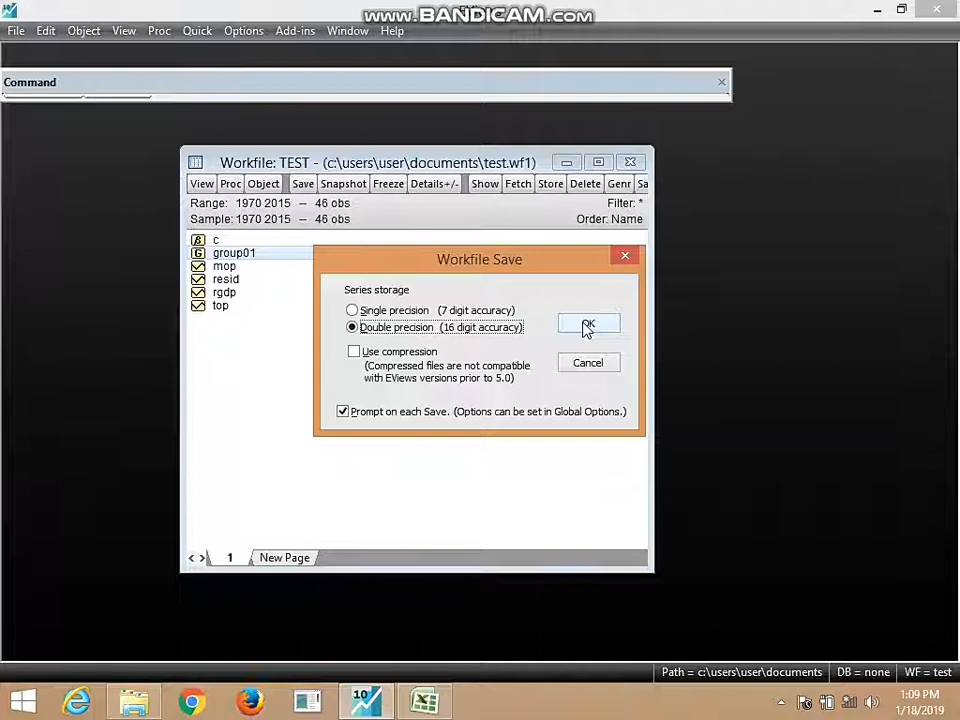 www.BANDICAM.com
File Edit Object View Proc Quick Options Add-ins Window Help
Command
Workfile: TEST - (c:\users\user\documents\test.wf1)
View Proc Object Save Snapshot Freeze Details+/- Show Fetch Store Delete Genr Sa
Range: 1970 2015 -- 46 obs
Filter: *
Sample: 1970 2015 -- 46 obs
Order: Name
β c
G group01
mop
resid
rgdp
top
Workfile Save
Series storage
Single precision (7 digit accuracy)
Double precision (16 digit accuracy)
OK
Use compression
(Compressed files are not compatible
with EViews versions prior to 5.0)
Cancel
Prompt on each Save. (Options can be set in Global Options.)
< > 1 New Page
Path = c:\users\user\documents DB = none WF = test
10
1:09 PM
1/18/2019